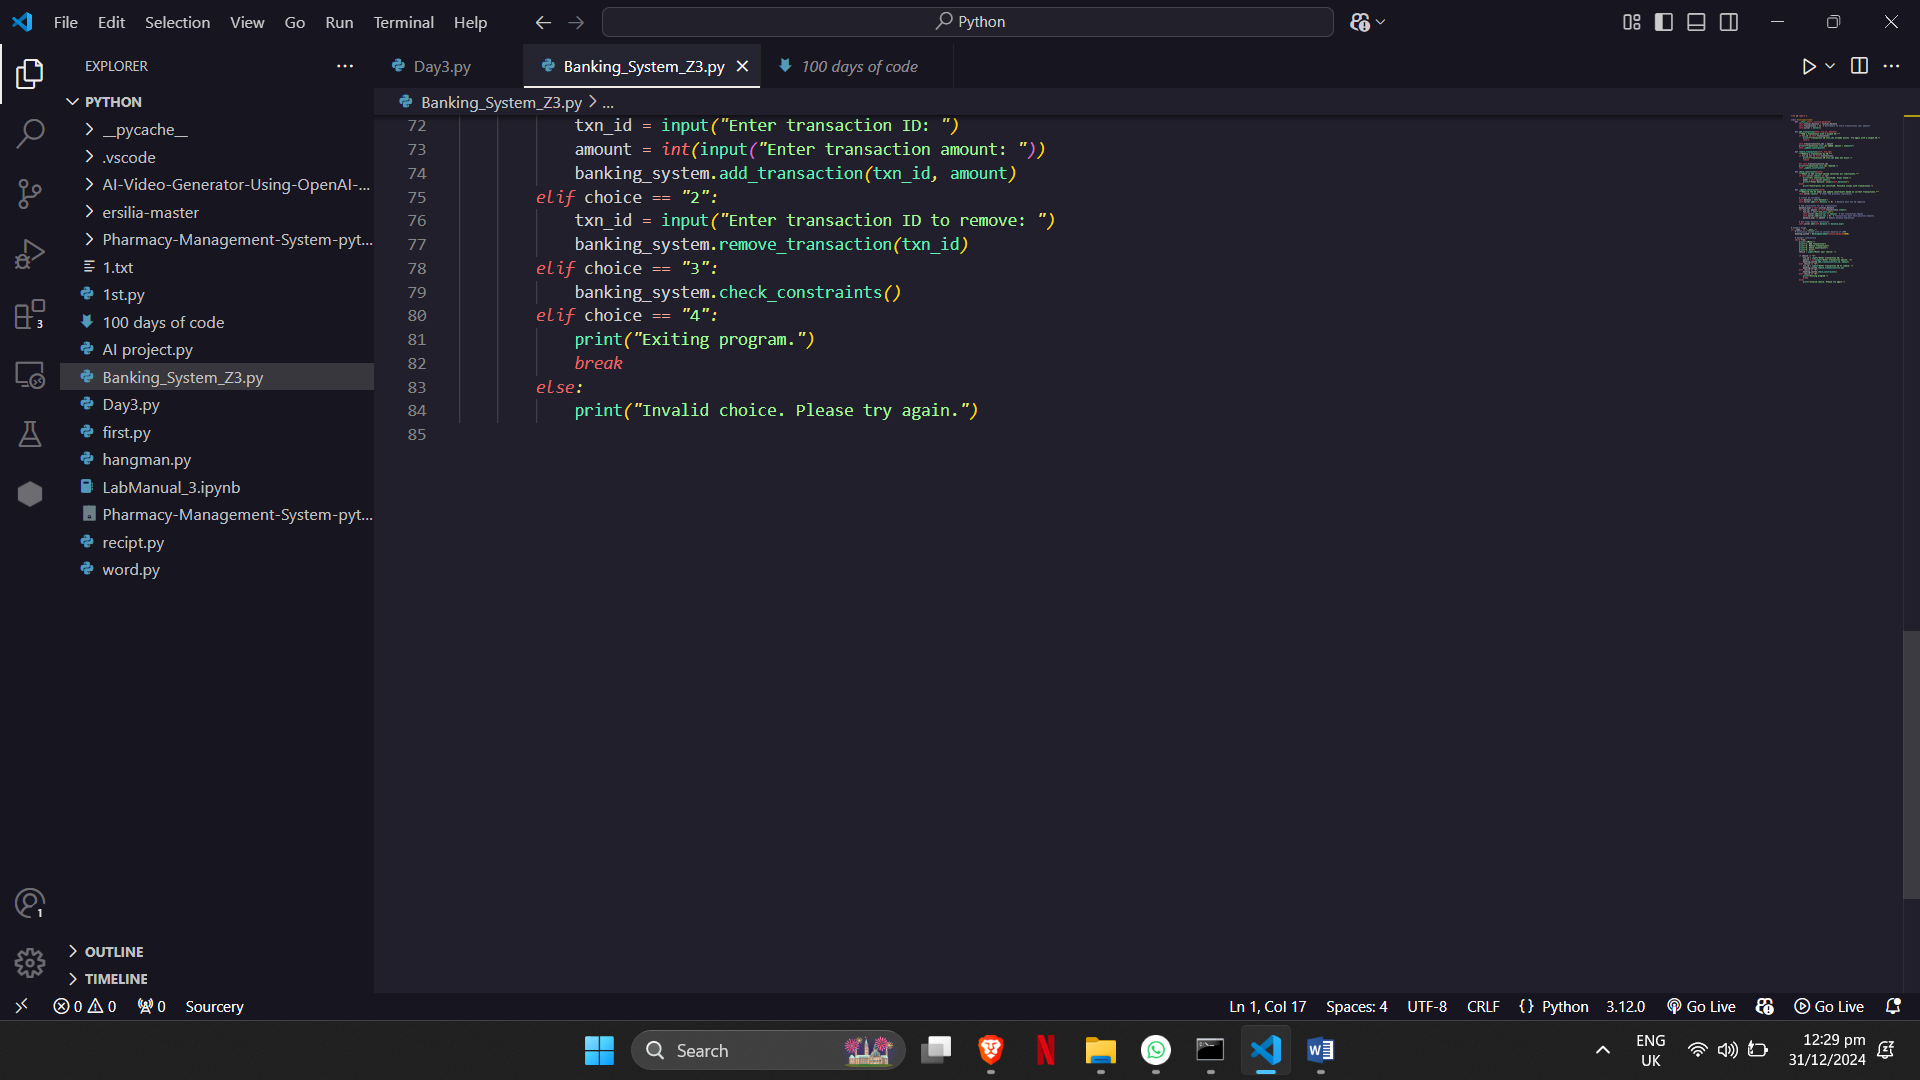 File Edit Selection View Go Run Terminal Help
Python
EXPLORER
PYTHON
__pycache__
.vscode
AI-Video-Generator-Using-OpenAI-...
ersilia-master
Pharmacy-Management-System-pyt...
1.txt
1st.py
100 days of code
AI project.py
Banking_System_Z3.py
Day3.py
first.py
hangman.py
LabManual_3.ipynb
Pharmacy-Management-System-pyt...
recipt.py
word.py
OUTLINE
TIMELINE
3
1
Day3.py
Banking_System_Z3.py
100 days of code
Banking_System_Z3.py > ...
72 txn_id = input("Enter transaction ID: ")
73 amount = int(input("Enter transaction amount: "))
74 banking_system.add_transaction(txn_id, amount)
75 elif choice == "2":
76 txn_id = input("Enter transaction ID to remove: ")
77 banking_system.remove_transaction(txn_id)
78 elif choice == "3":
79 banking_system.check_constraints()
80 elif choice == "4":
81 print("Exiting program.")
82 break
83 else:
84 print("Invalid choice. Please try again.")
85
0 0 0 Sourcery Ln 1, Col 17 Spaces: 4 UTF-8 CRLF {} Python 3.12.0 Go Live Go Live
Search
ENG
UK
12:29 pm
31/12/2024